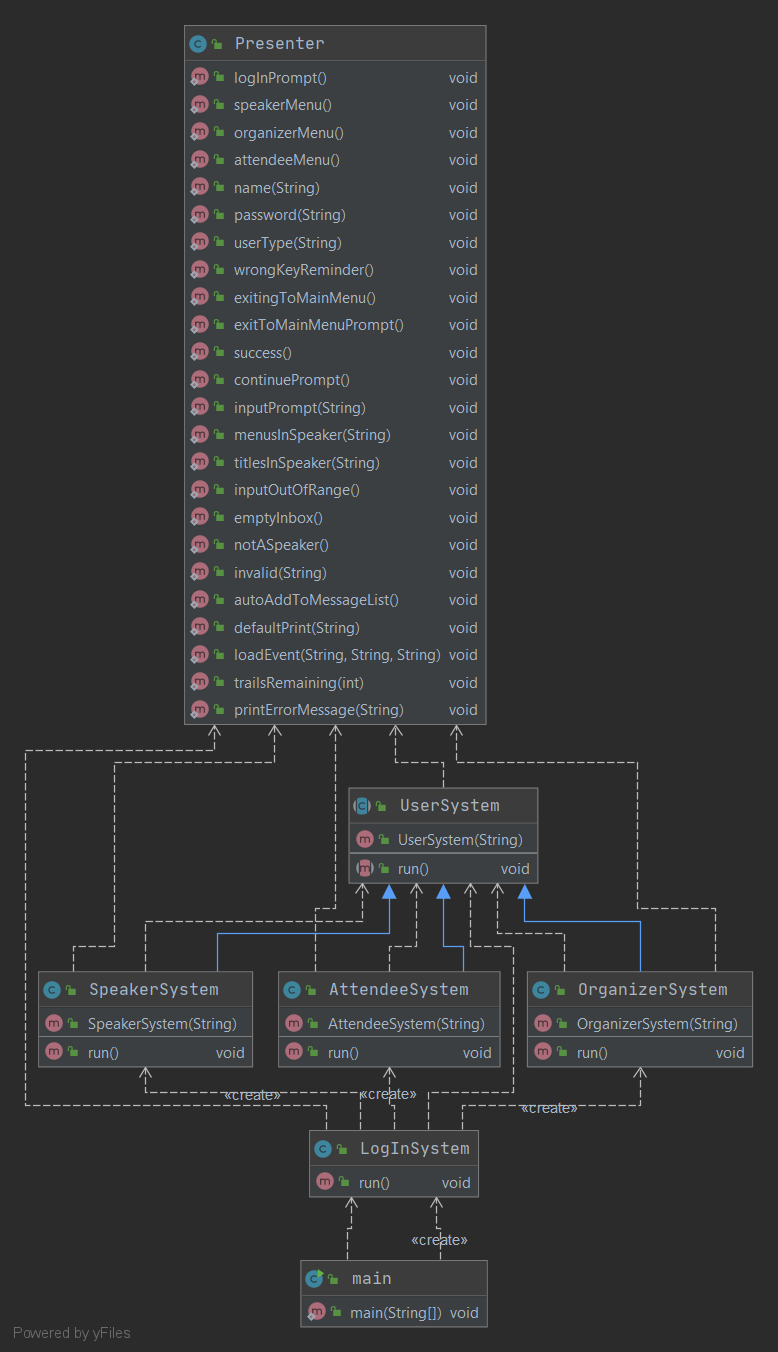 Presenter
logInPrompt() void
speakerMenu() void
organizerMenu() void
attendeeMenu() void
name(String) void
password(String) void
userType(String) void
wrongKeyReminder() void
exitingToMainMenu() void
exitToMainMenuPrompt() void
success() void
continuePrompt() void
inputPrompt(String) void
menusInSpeaker(String) void
titlesInSpeaker(String) void
inputOutOfRange() void
emptyInbox() void
notASpeaker() void
invalid(String) void
autoAddToMessageList() void
defaultPrint(String) void
loadEvent(String, String, String) void
trailsRemaining(int) void
printErrorMessage(String) void
UserSystem
UserSystem(String)
run() void
SpeakerSystem
SpeakerSystem(String)
run() void
AttendeeSystem
AttendeeSystem(String)
run() void
OrganizerSystem
OrganizerSystem(String)
run() void
«create»
«create»
«create»
LogInSystem
run() void
«create»
main
main(String[]) void
Powered by yFiles